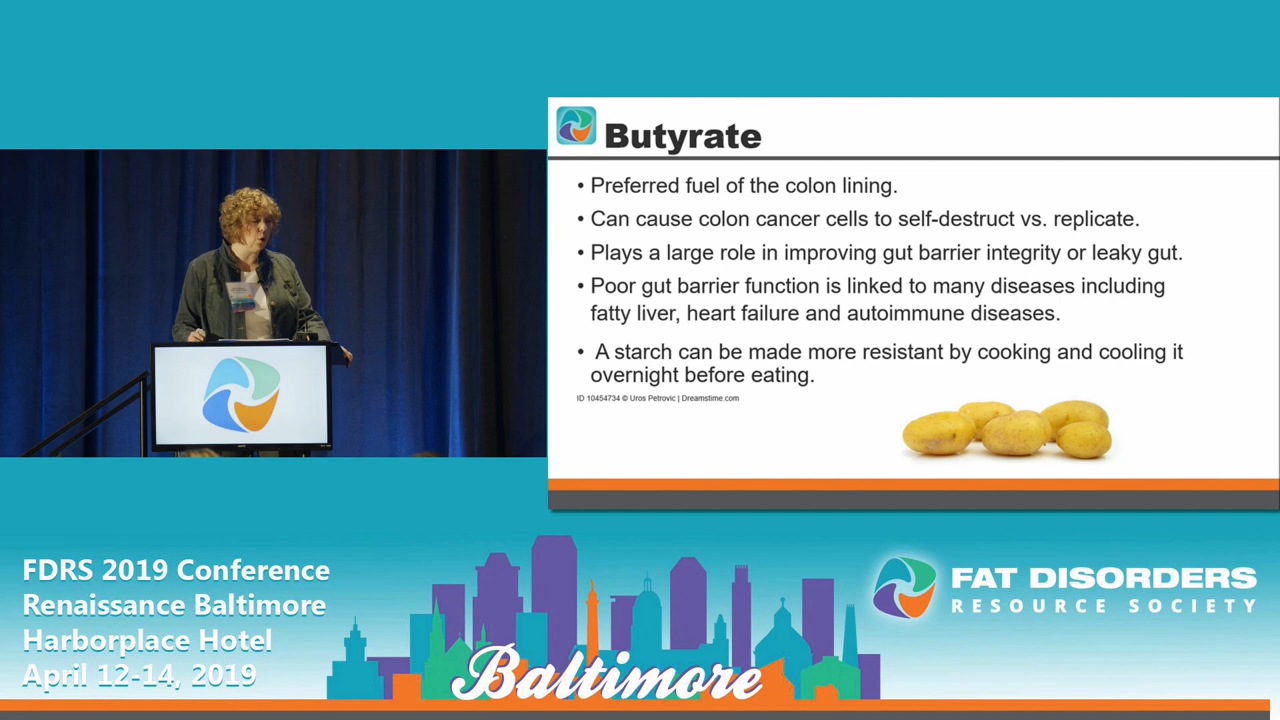 Butyrate
• Preferred fuel of the colon lining.
• Can cause colon cancer cells to self-destruct vs. replicate.
• Plays a large role in improving gut barrier integrity or leaky gut.
• Poor gut barrier function is linked to many diseases including
fatty liver, heart failure and autoimmune diseases.
• A starch can be made more resistant by cooking and cooling it
overnight before eating.
ID 10454734 © Uros Petrovic | Dreamstime.com
FDRS 2019 Conference
Renaissance Baltimore
Harborplace Hotel
April 12-14, 2019
Baltimore
FAT DISORDERS
RESOURCE SOCIETY